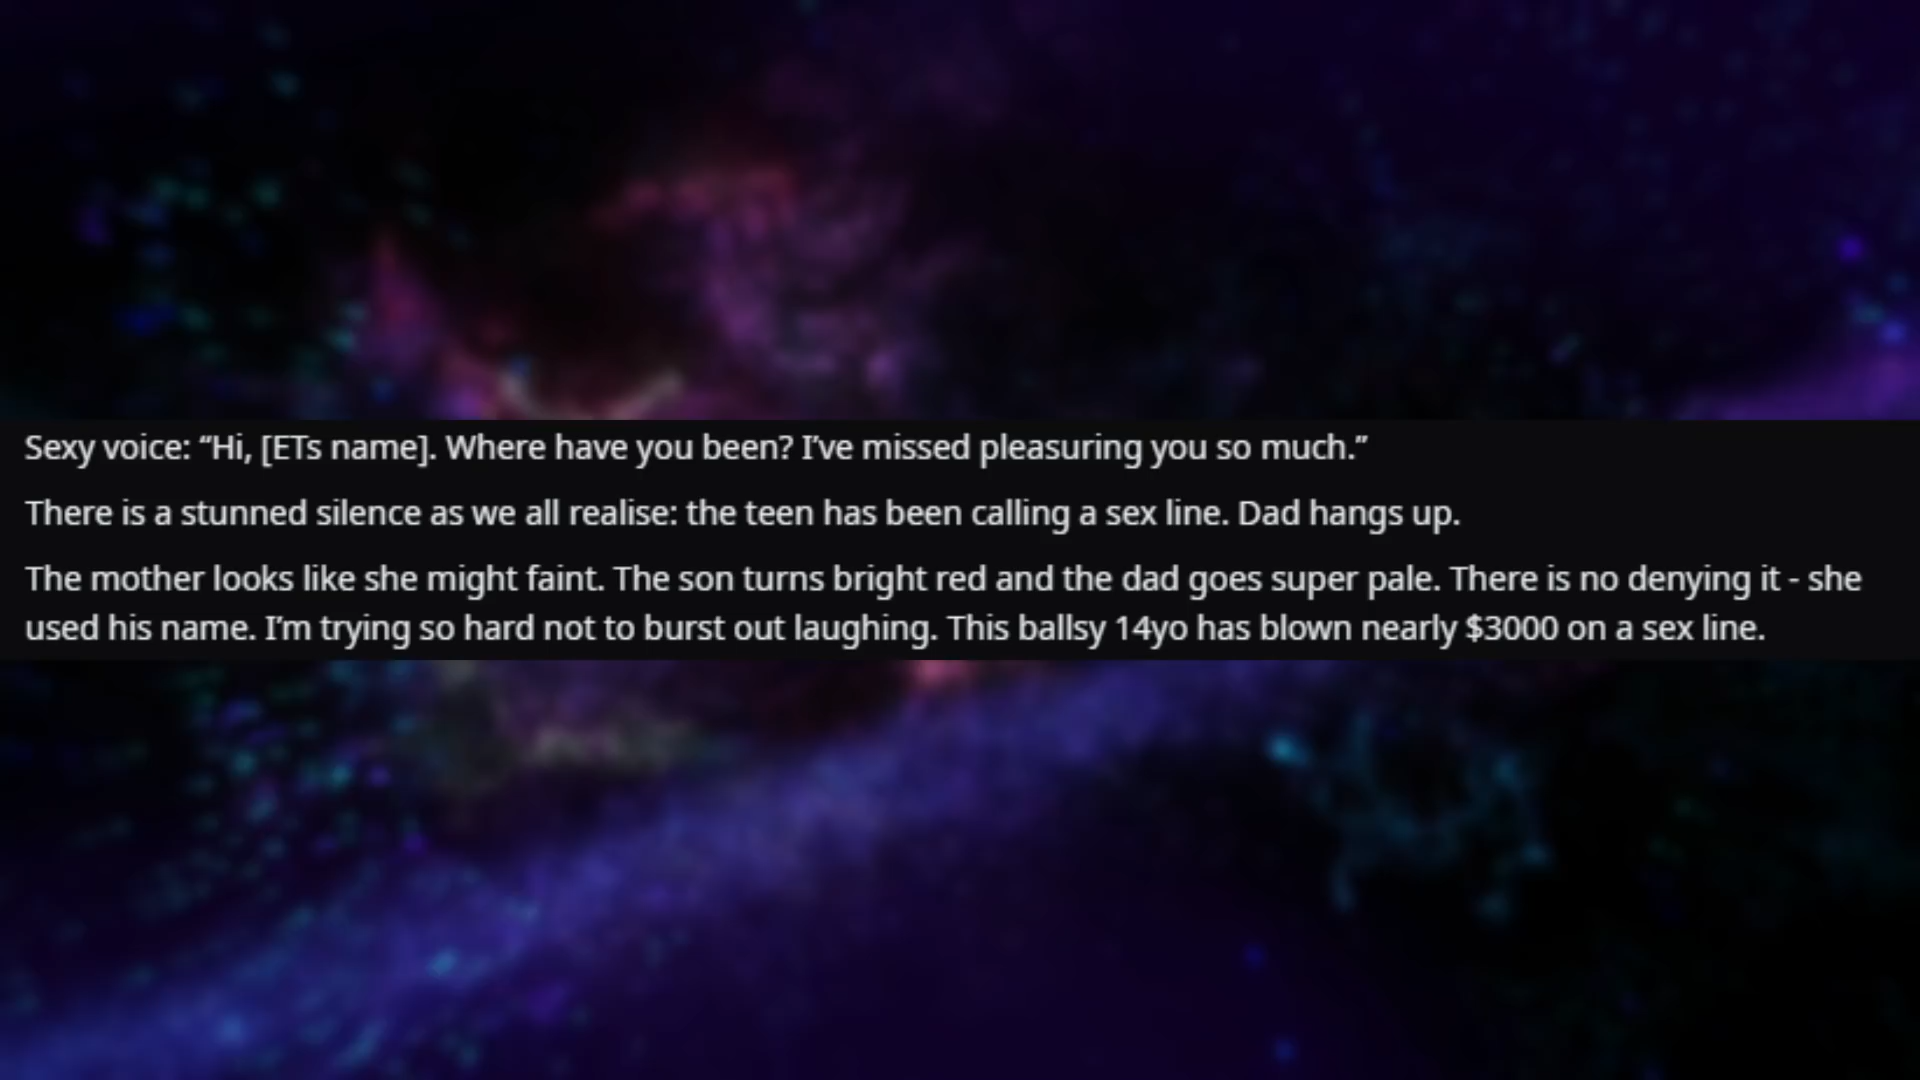 Sexy voice: “Hi, [ETs name]. Where have you been? I’ve missed pleasuring you so much.”
There is a stunned silence as we all realise: the teen has been calling a sex line. Dad hangs up.
The mother looks like she might faint. The son turns bright red and the dad goes super pale. There is no denying it - she
used his name. I’m trying so hard not to burst out laughing. This ballsy 14yo has blown nearly $3000 on a sex line.